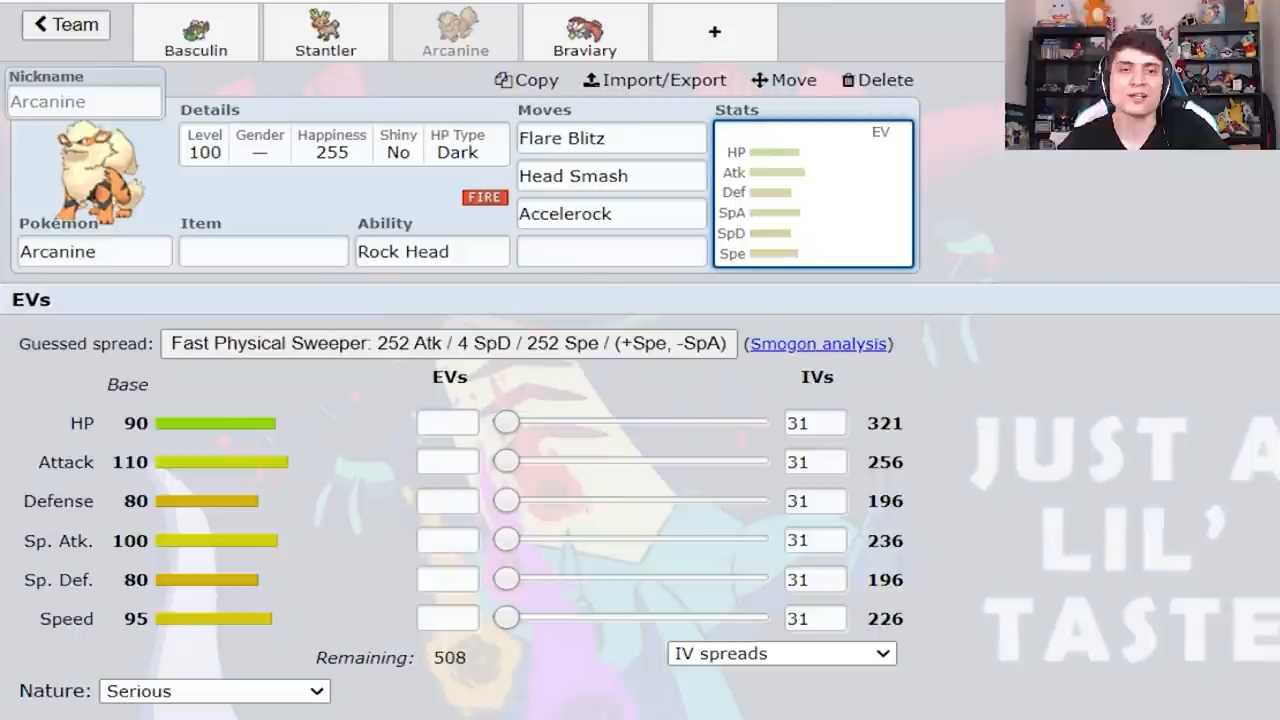 Team
Basculin
Stantler
Arcanine
Braviary
+
Nickname
Arcanine
Copy
Import/Export
Move
Delete
Details
Moves
Stats
Level
Gender
Happiness
Shiny
HP Type
100
—
255
No
Dark
Flare Blitz
Head Smash
Accelerock
EV
HP
Atk
Def
SpA
SpD
Spe
FIRE
Pokémon
Item
Ability
Arcanine
Rock Head
EVs
Guessed spread: Fast Physical Sweeper: 252 Atk / 4 SpD / 252 Spe / (+Spe, -SpA) (Smogon analysis)
Base EVs IVs
HP 90 31 321
Attack 110 31 256
Defense 80 31 196
Sp. Atk. 100 31 236
Sp. Def. 80 31 196
Speed 95 31 226
Remaining: 508 IV spreads
Nature: Serious
JUST A
LIL'
TASTE